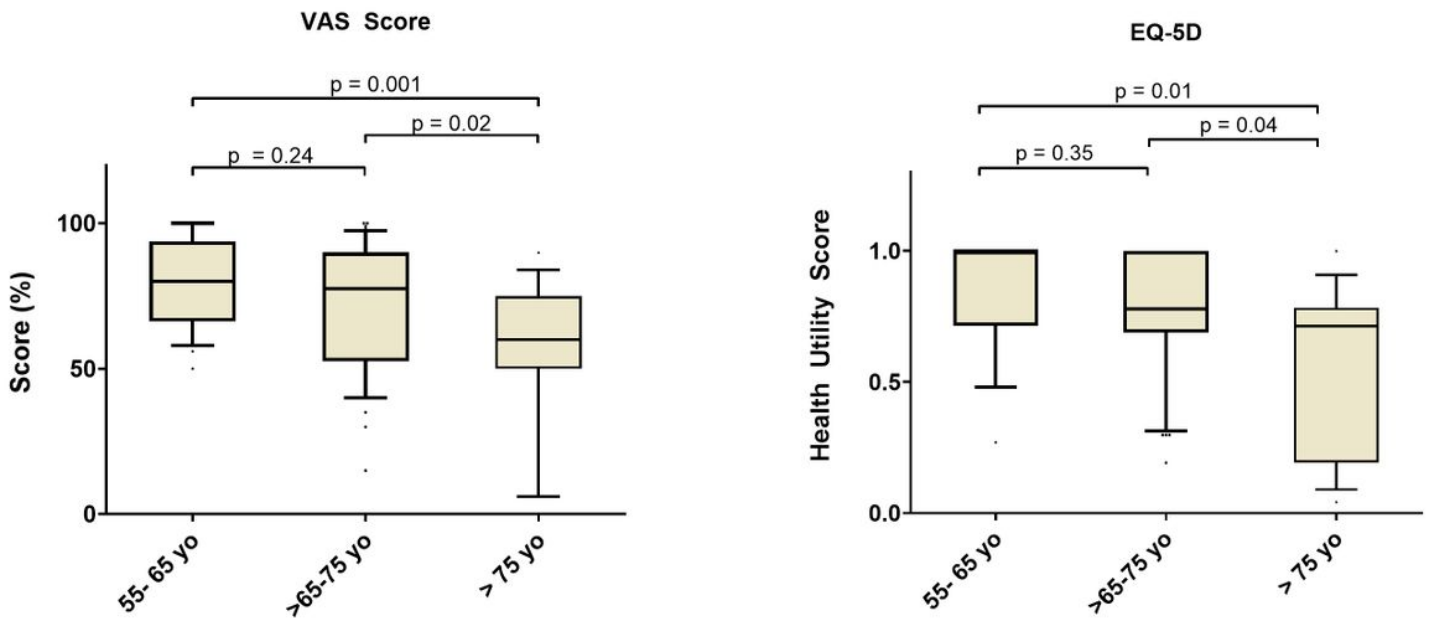 VAS Score
p = 0.001
p = 0.02
p = 0.24
Score (%)
100
50
0
55- 65 yo
>65-75 yo
> 75 yo
EQ-5D
p = 0.01
p = 0.04
p = 0.35
Health Utility Score
1.0
0.5
0.0
55- 65 yo
>65-75 yo
> 75 yo